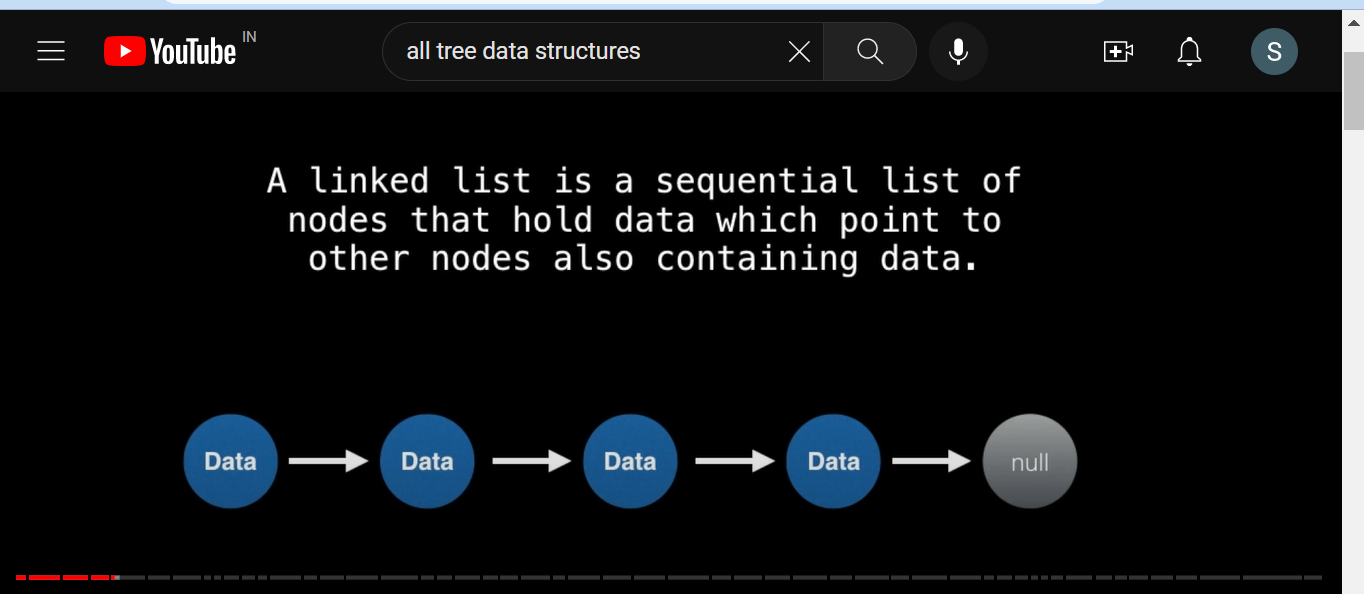 YouTube IN
all tree data structures
S
A linked list is a sequential list of
nodes that hold data which point to
other nodes also containing data.
Data Data Data Data null